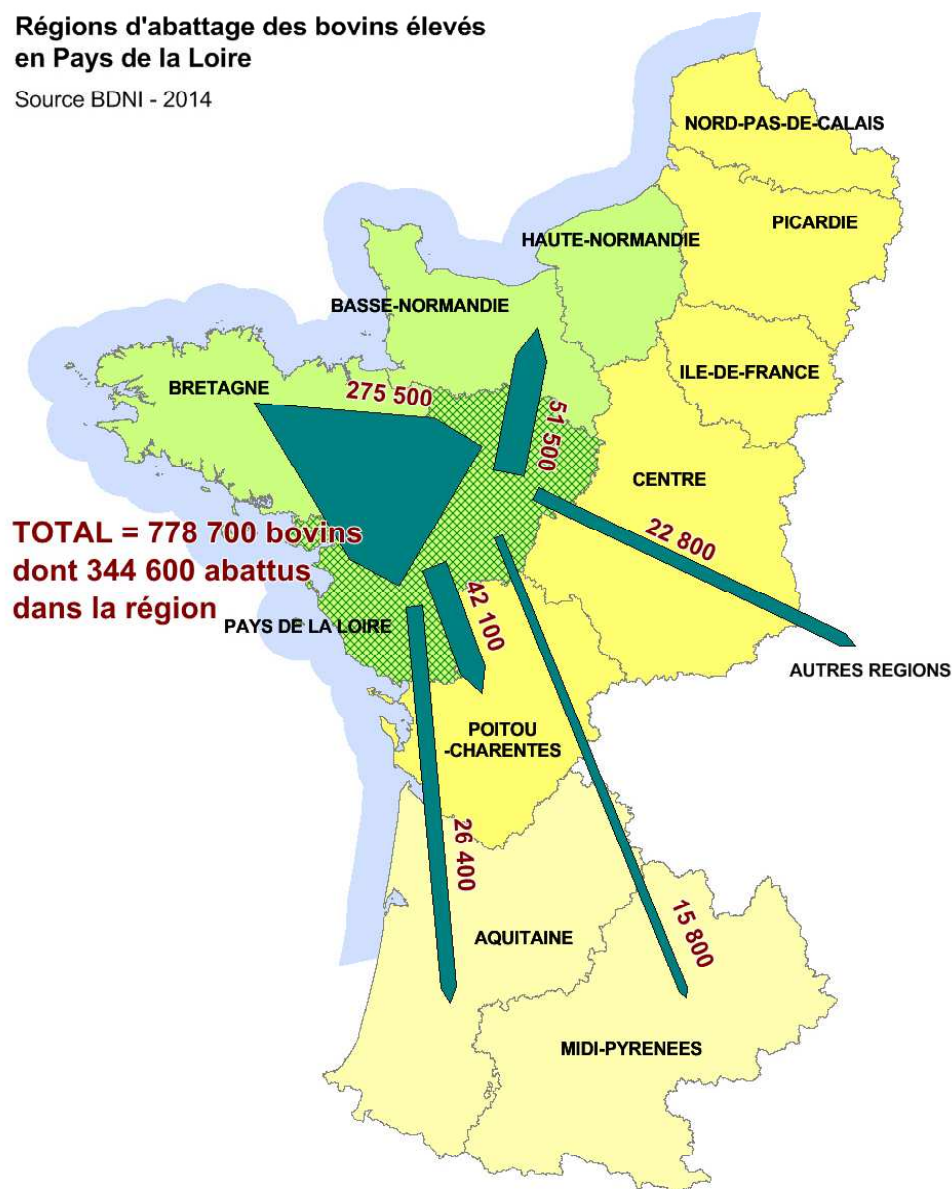 Régions d'abattage des bovins élevés
en Pays de la Loire
Source BDNI - 2014
NORD-PAS-DE-CALAIS
PICARDIE
HAUTE-NORMANDIE
BASSE-NORMANDIE
ILE-DE-FRANCE
BRETAGNE
275 500
51 500
CENTRE
22 800
TOTAL = 778 700 bovins
dont 344 600 abattus
dans la région
PAYS DE LA LOIRE
42 100
AUTRES REGIONS
POITOU
-CHARENTES
26 400
15 800
AQUITAINE
MIDI-PYRENEES